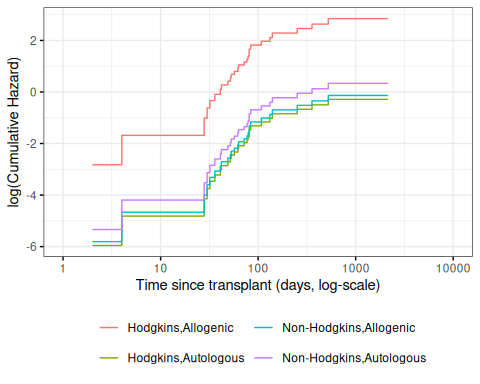 2
0
-2
-4
-6
log(Cumulative Hazard)
1 10 100 1000 10000
Time since transplant (days, log-scale)
Hodgkins,Allogenic Non-Hodgkins,Allogenic
Hodgkins,Autologous Non-Hodgkins,Autologous